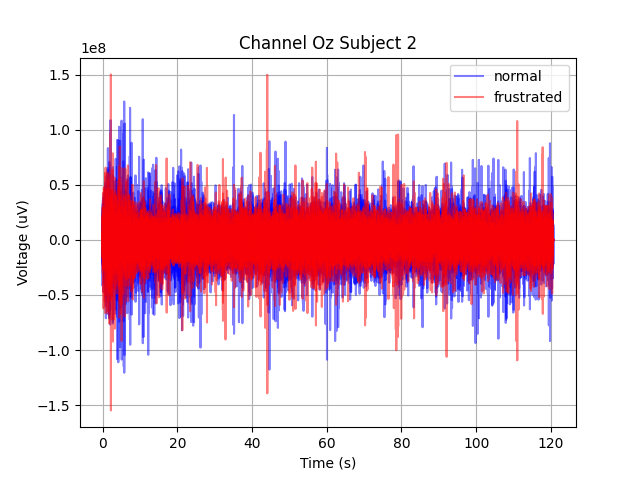 Channel Oz Subject 2
1e8
normal
frustrated
1.5
1.0
0.5
0.0
−0.5
−1.0
−1.5
Voltage (uV)
0 20 40 60 80 100 120
Time (s)